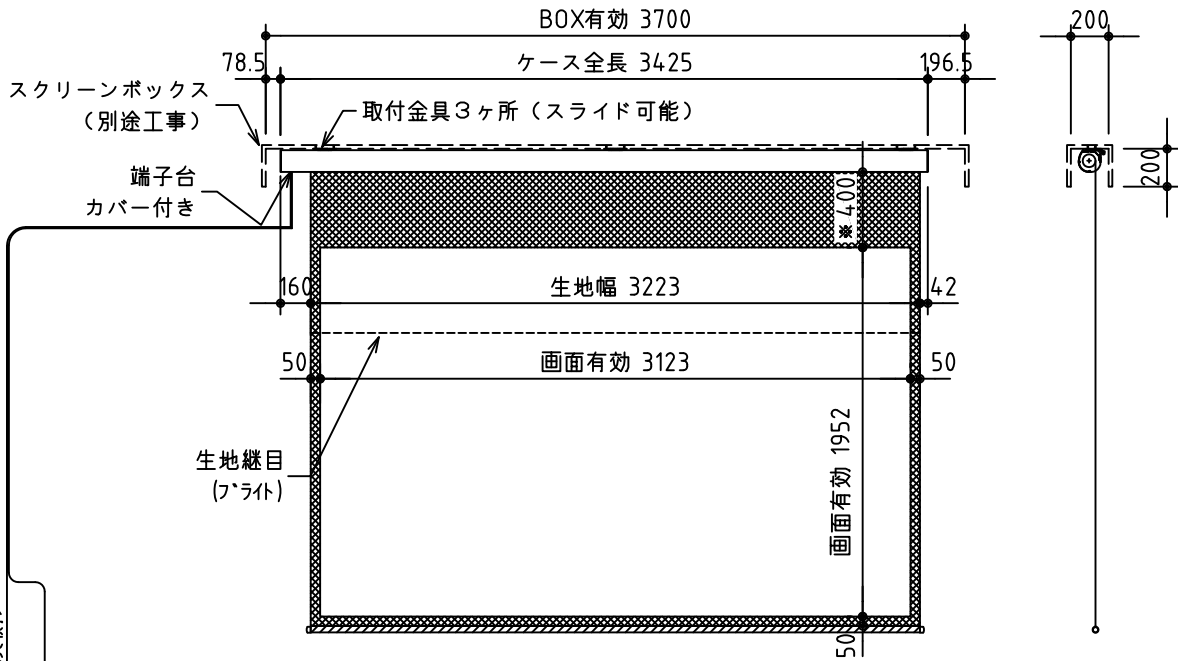 BOX有効 3700
200
78.5
ケース全長 3425
196.5
スクリーンボックス
（別途工事）
取付金具３ヶ所（スライド可能）
端子台
カバー付き
※ 400
200
160
生地幅 3223
42
50
画面有効 3123
50
画面有効 1952
生地継目
(ﾌﾞﾗｲﾄ)
50